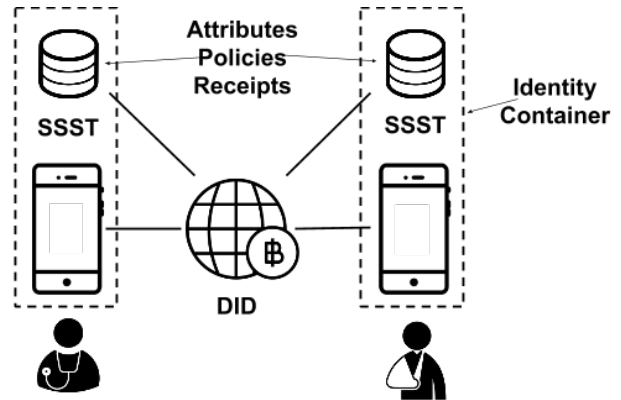 Attributes
Policies
Receipts
Identity
Container
SSST
SSST
฿
DID